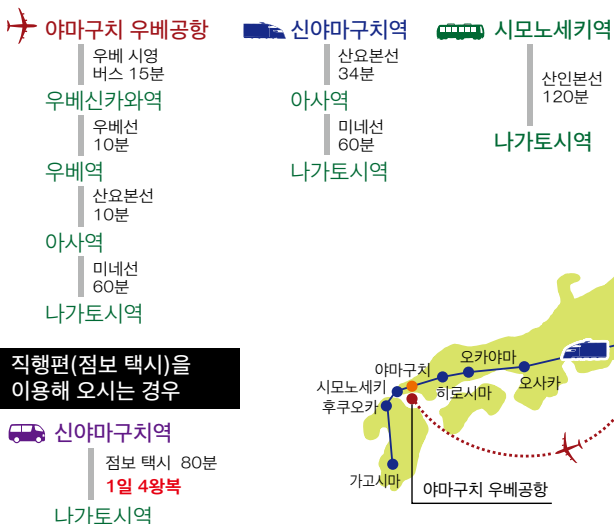 야마구치 우베공항
우베 시영
버스 15분
우베신카와역
우베선
10분
우베역
산요본선
10분
아사역
미네선
60분
나가토시역
신야마구치역
산요본선
34분
아사역
미네선
60분
나가토시역
시모노세키역
산인본선
120분
나가토시역
직행편(점보 택시)을
이용해 오시는 경우
신야마구치역
점보 택시 80분
1일 4왕복
나가토시역
야마구치
오카야마
시모노세키
히로시마
오사카
후쿠오카
가고시마
야마구치 우베공항